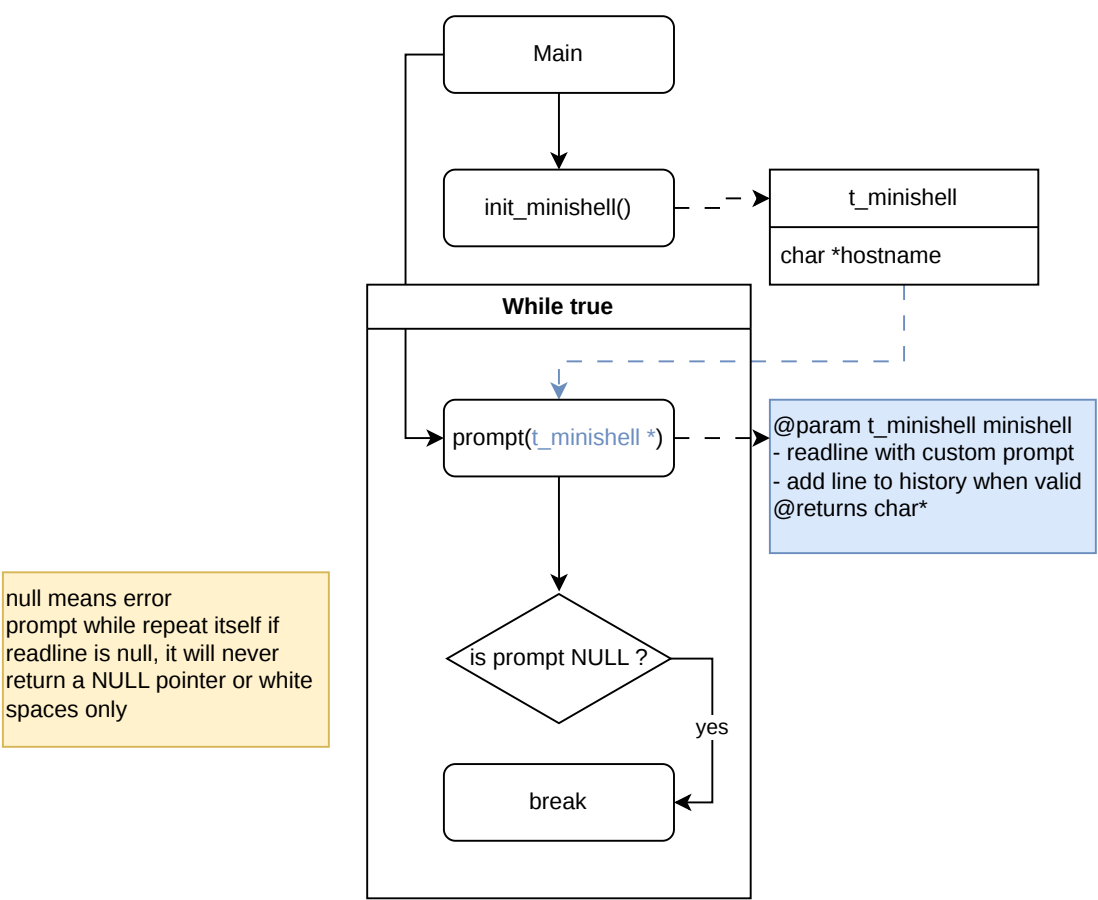 Main
init_minishell()
t_minishell
char *hostname
While true
prompt(t_minishell *)
@param t_minishell minishell
- readline with custom prompt
- add line to history when valid
@returns char*
null means error
prompt while repeat itself if
readline is null, it will never
return a NULL pointer or white
spaces only
is prompt NULL ?
yes
break